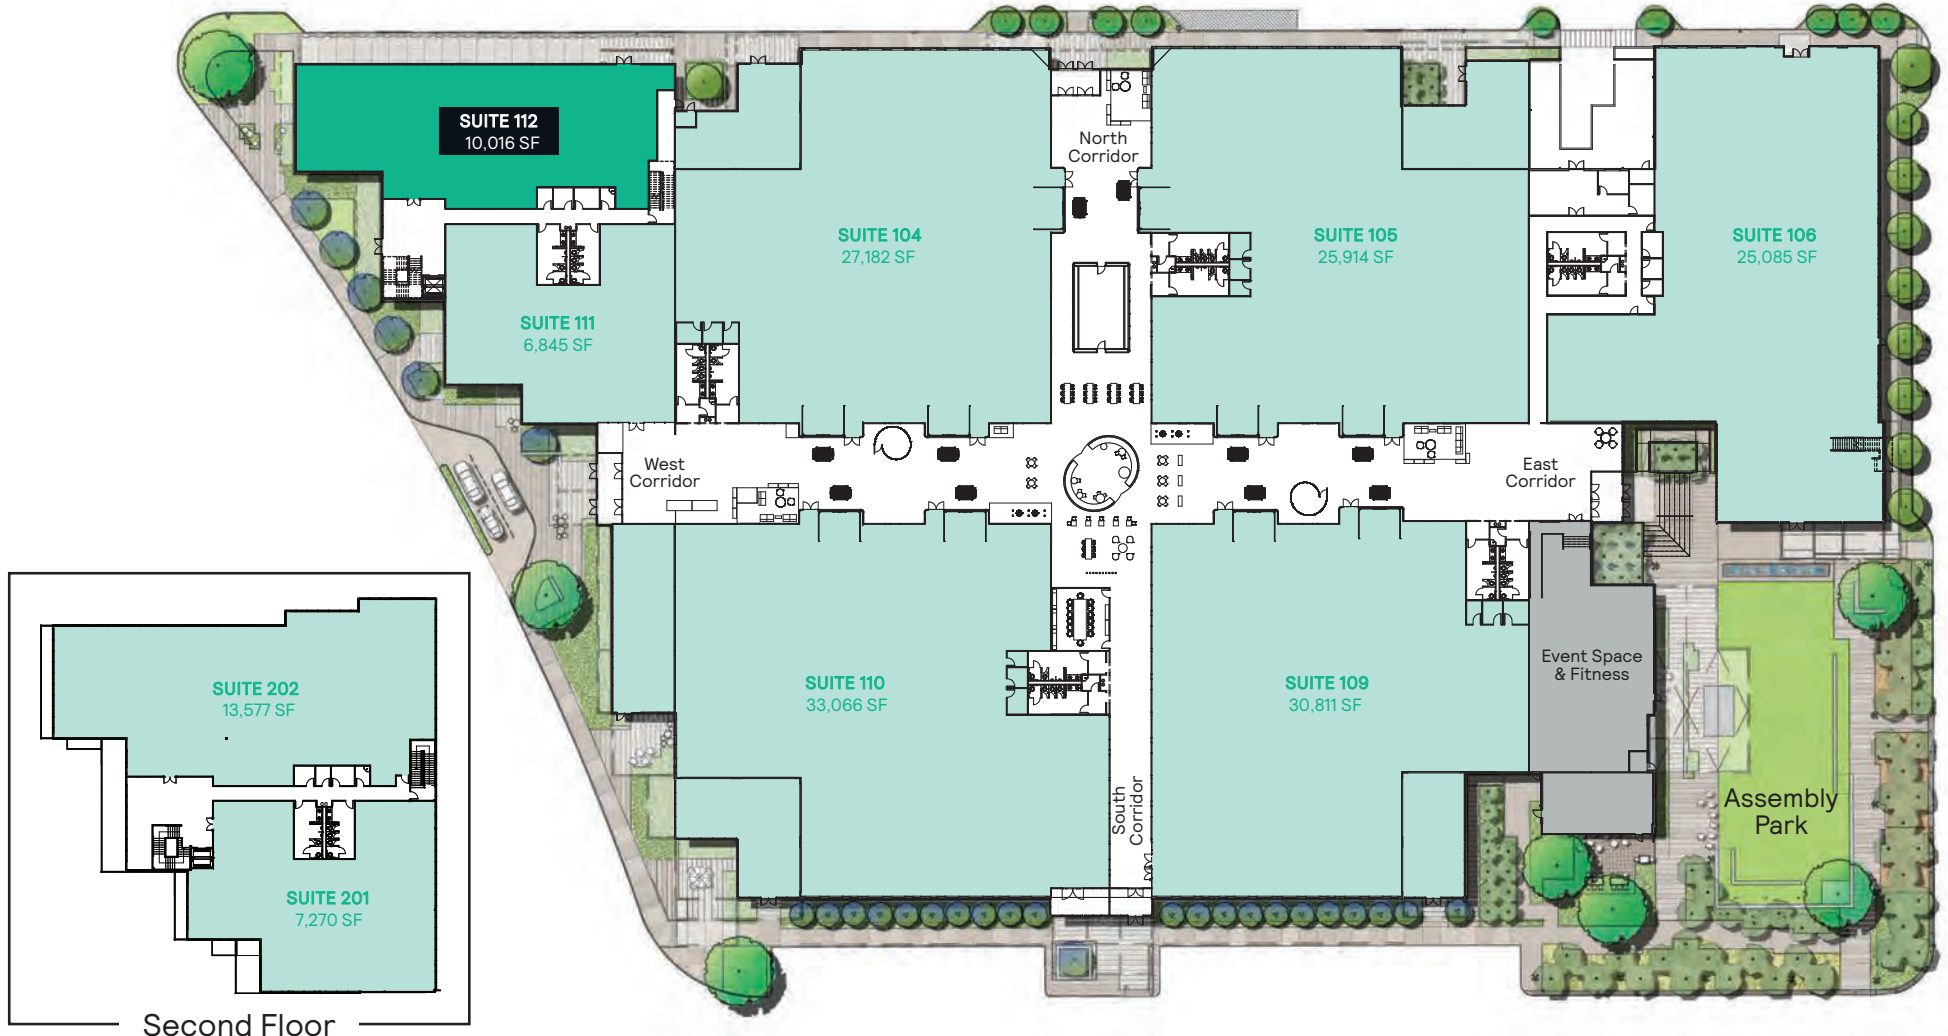 SUITE 112
10,016 SF
North
Corridor
SUITE 104
27,182 SF
SUITE 105
25,914 SF
SUITE 106
25,085 SF
SUITE 111
6,845 SF
West
Corridor
East
Corridor
SUITE 110
33,066 SF
SUITE 109
30,811 SF
Event Space
& Fitness
South
Corridor
Assembly
Park
SUITE 202
13,577 SF
SUITE 201
7,270 SF
Second Floor